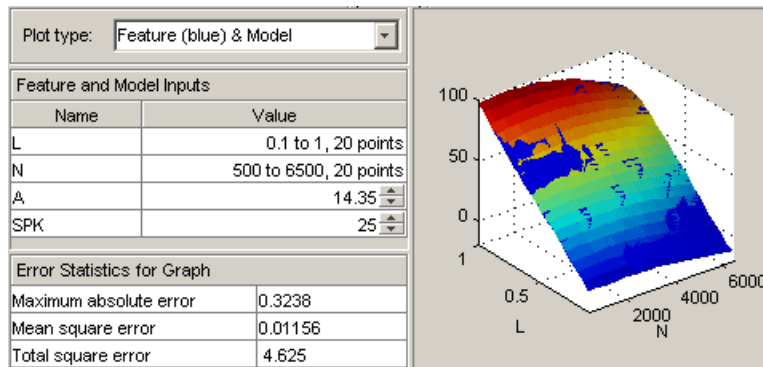 Plot type: Feature (blue) & Model
Feature and Model Inputs
Name Value
L 0.1 to 1, 20 points
N 500 to 6500, 20 points
A 14.35
SPK 25
Error Statistics for Graph
Maximum absolute error 0.3238
Mean square error 0.01156
Total square error 4.625
100
50
0
1
0.5
L
2000
4000
6000
N